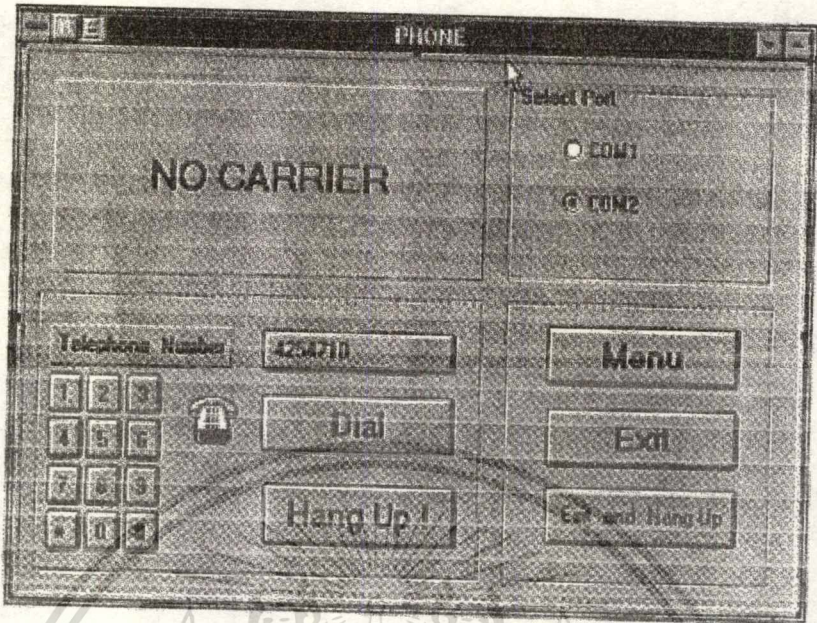 PHONE
NO CARRIER
Select Port
COM1
COM2
Telephone Number
4254710
1 2 3
4 5 6
7 8 9
* 0 #
Dial
Hang Up !
Menu
Exit
Exit and Hang Up